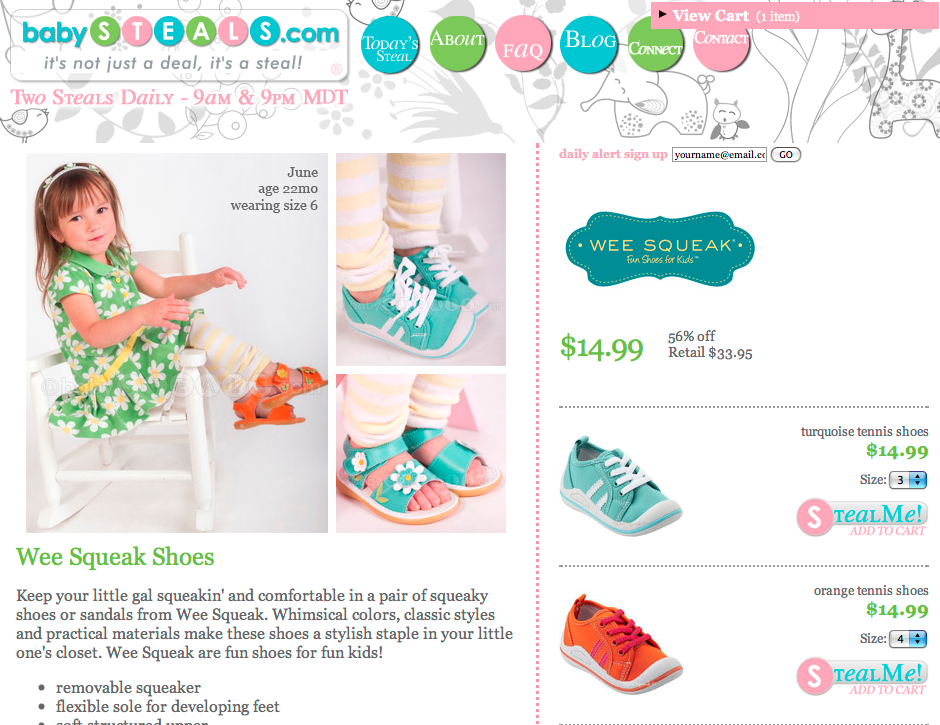 babySTEALS.com
it's not just a deal, it's a steal!
®
Two Steals Daily - 9am & 9pm MDT
Today's
Steal
About
FAQ
Blog
Connect
Contact
View Cart (1 item)
daily alert sign up yourname@email.cc GO
June
age 22mo
wearing size 6
WEE SQUEAK®
Fun Shoes for Kids™
$14.99
56% off
Retail $33.95
turquoise tennis shoes
$14.99
Size: 3
StealMe!
ADD TO CART
orange tennis shoes
$14.99
Size: 4
StealMe!
ADD TO CART
Wee Squeak Shoes
Keep your little gal squeakin' and comfortable in a pair of squeaky
shoes or sandals from Wee Squeak. Whimsical colors, classic styles
and practical materials make these shoes a stylish staple in your little
one's closet. Wee Squeak are fun shoes for fun kids!
• removable squeaker
• flexible sole for developing feet
• soft structured upper